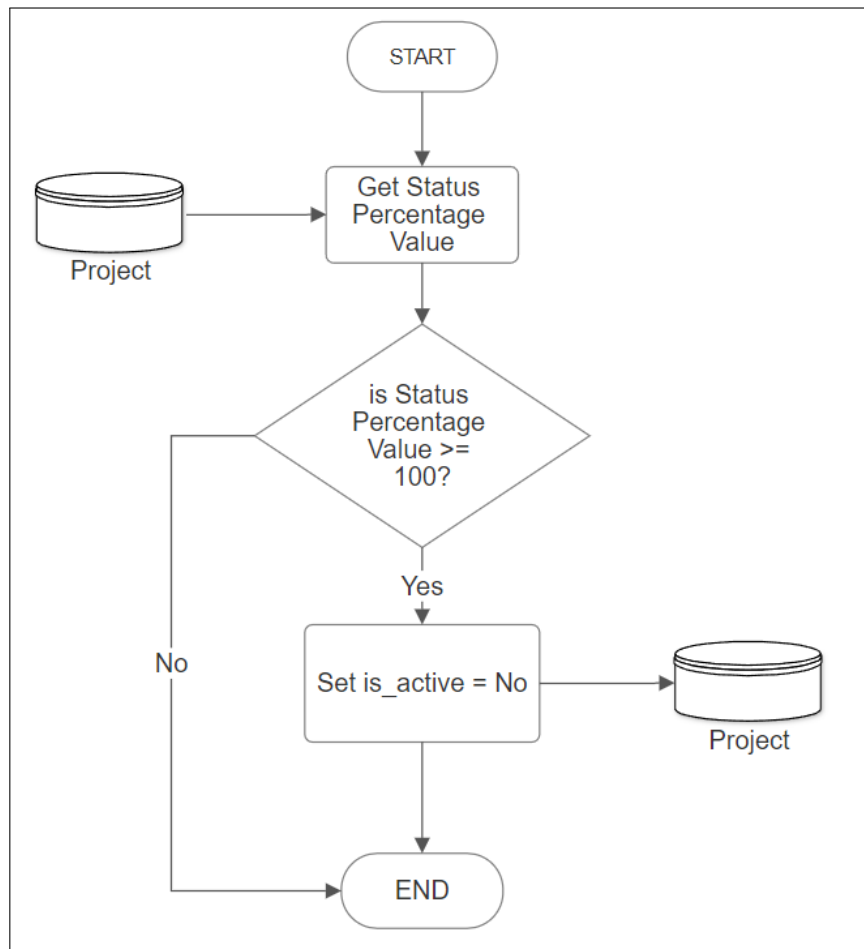 START
Get Status
Percentage
Value
Project
is Status
Percentage
Value >=
100?
Yes
No
Set is_active = No
Project
END